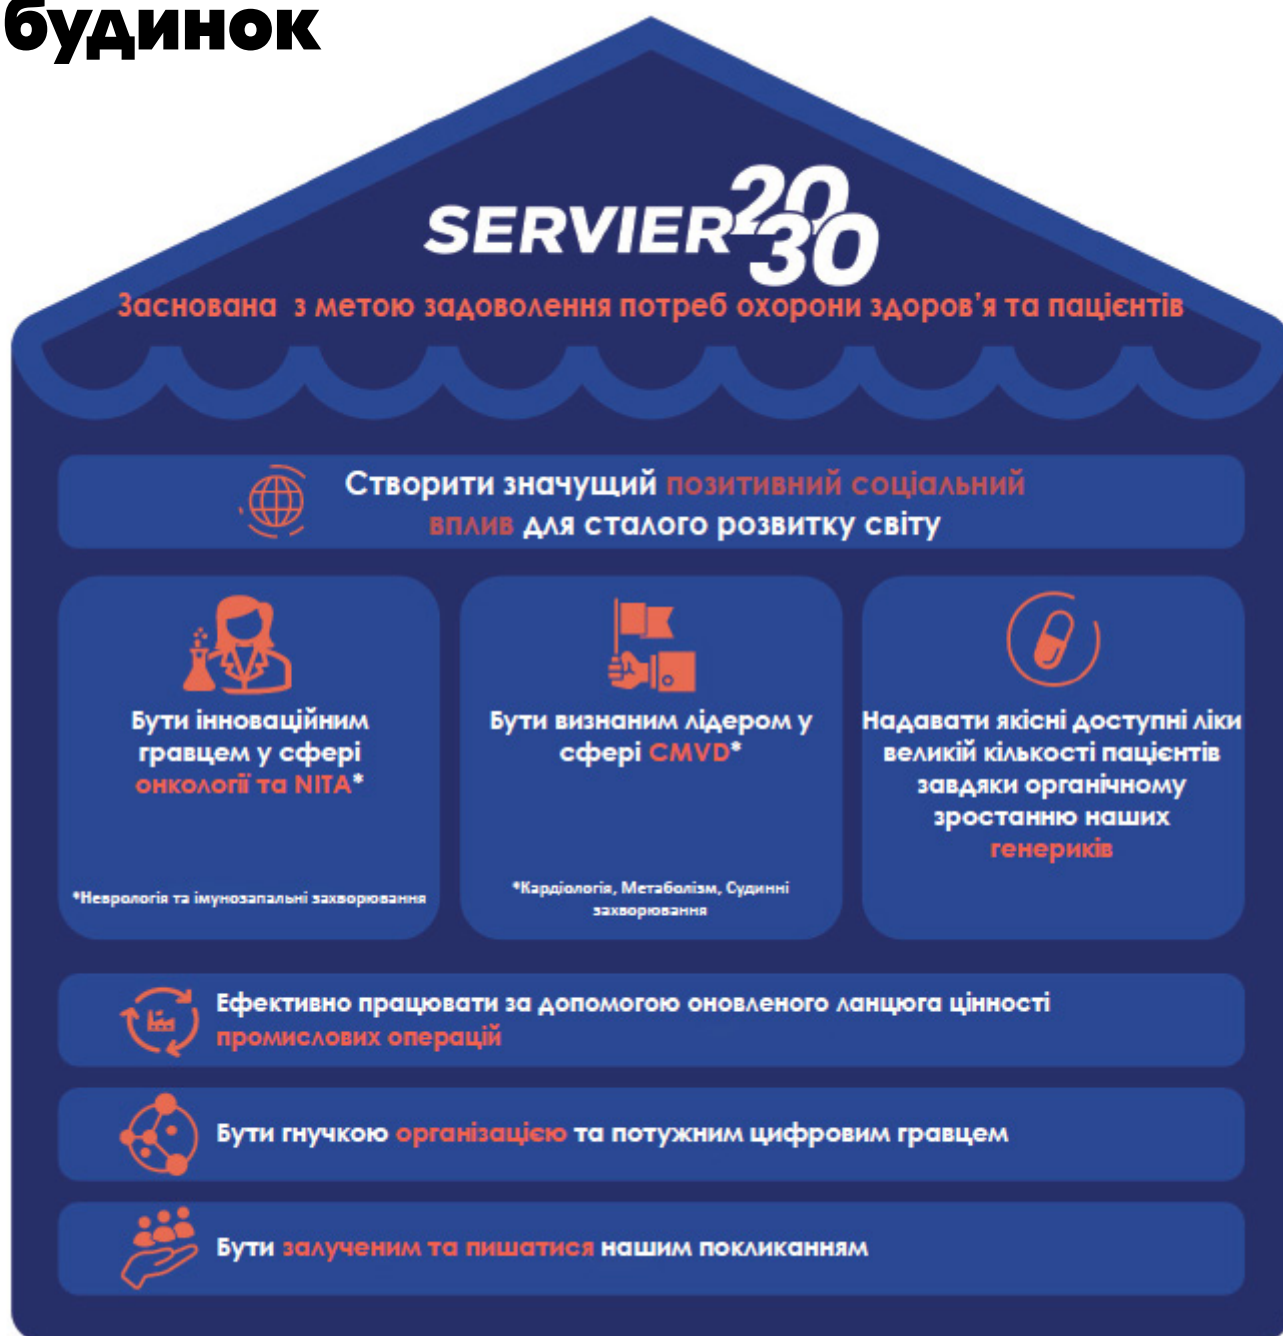 будинок
SERVIER 2030
Заснована з метою задоволення потреб охорони здоров’я та пацієнтів
Створити значущий позитивний соціальний
вплив для сталого розвитку світу
Бути інноваційним
гравцем у сфері
онкології та NITA*
*Неврологія та імунозапальні захворювання
Бути визнаним лідером у
сфері CMVD*
*Кардіологія, Метаболізм, Судинні
захворювання
Надавати якісні доступні ліки
великій кількості пацієнтів
завдяки органічному
зростанню наших
генериків
Ефективно працювати за допомогою оновленого ланцюга цінності
промислових операцій
Бути гнучкою організацією та потужним цифровим гравцем
Бути залученим та пишатися нашим покликанням